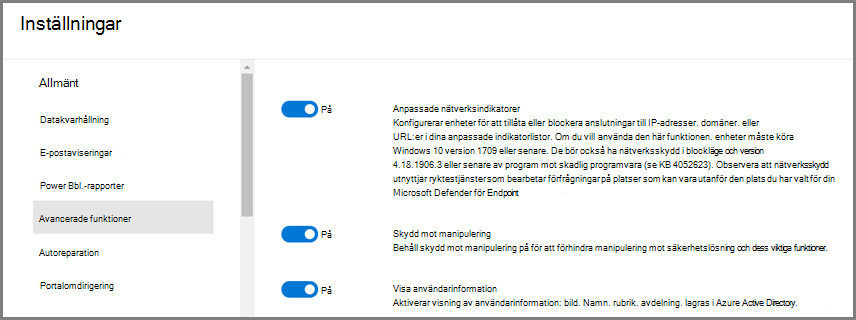 Inställningar
Allmänt
Datakvarhållning
E-postaviseringar
Power Bbl.-rapporter
Avancerade funktioner
Autoreparation
Portalomdirigering
På
Anpassade nätverksindikatorer
Konfigurerar enheter för att tillåta eller blockera anslutningar till IP-adresser. domäner. eller
URL:er i dina anpassade indikatorlistor. Om du vill använda den här funktionen. enheter måste köra
Windows 10 version 1709 eller senare. De bör också ha nätverksskydd i blockläge och version
4.18.1906.3 eller senare av program mot skadlig programvara (se KB 4052623). Observera att nätverksskydd
utnyttjar ryktestjänster som bearbetar förfrågningar på platser som kan vara utanför den plats du har valt för din
Microsoft Defender för Endpoint
På
Skydd mot manipulering
Behåll skydd mot manipulering på för att förhindra manipulering mot säkerhetslösning och dess viktiga funktioner.
På
Visa användarinformation
Aktiverar visning av användarinformation: bild. Namn. rubrik. avdelning. lagras i Azure Active Directory.